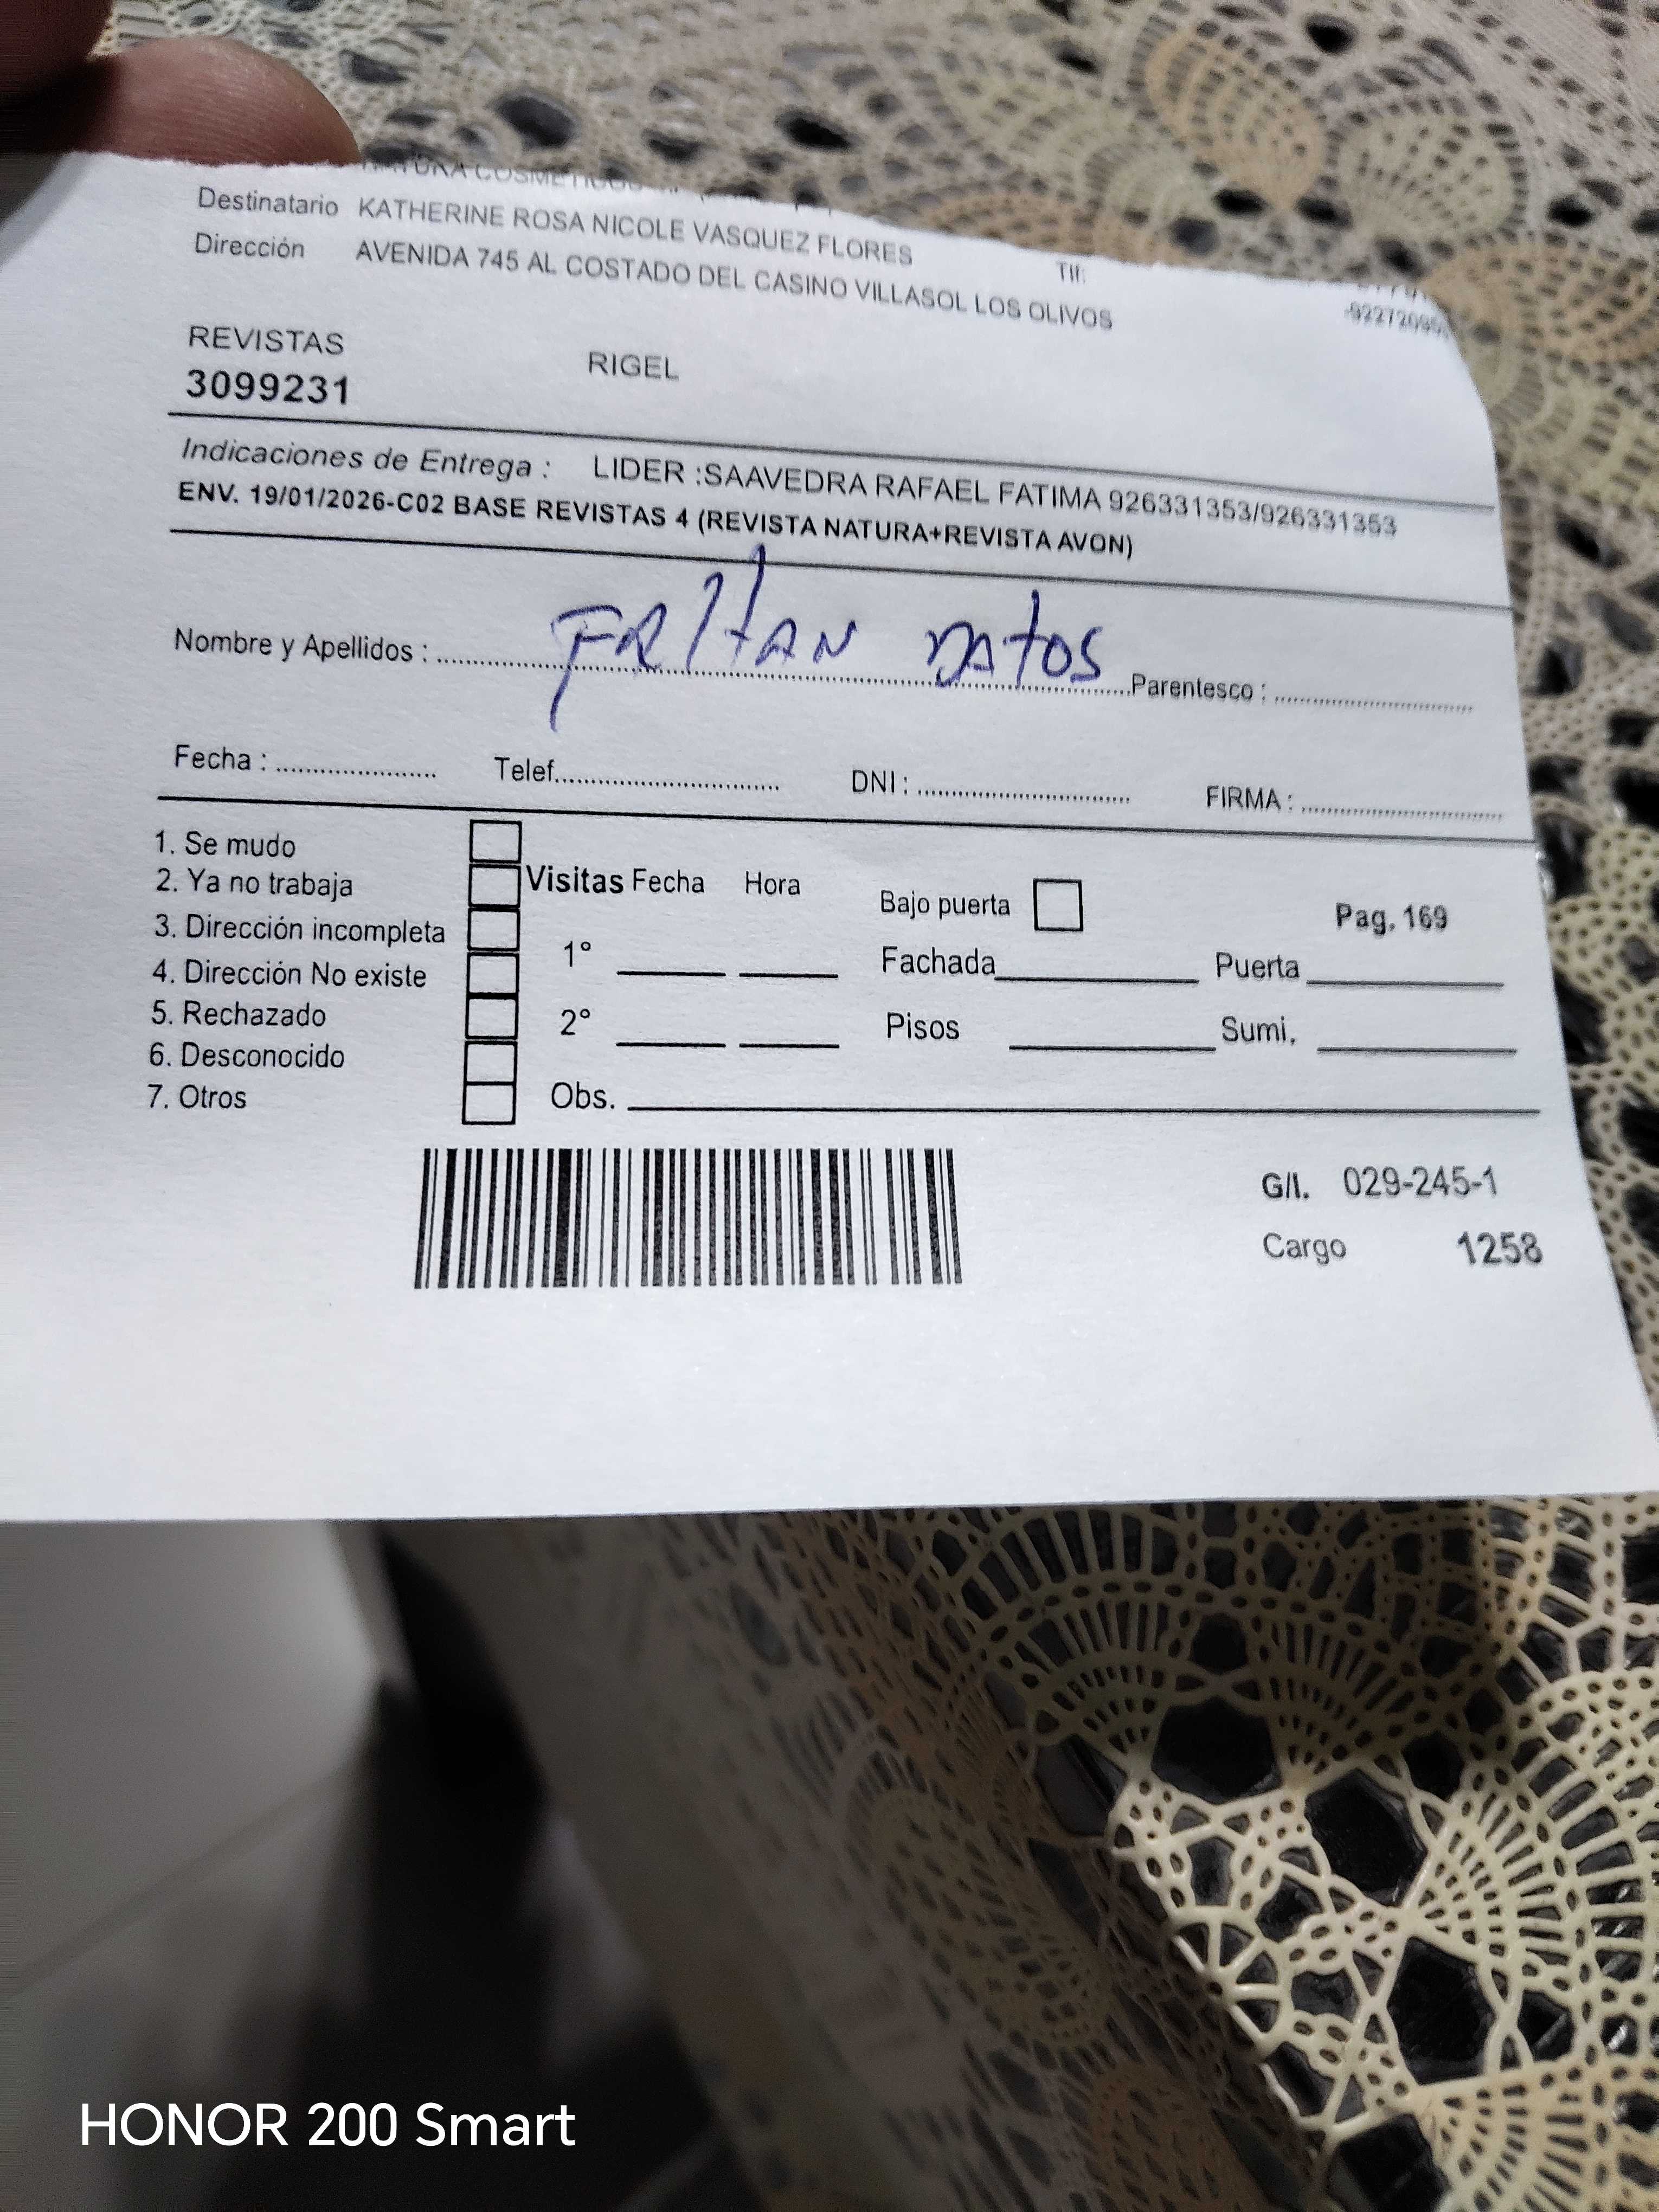 NATURA COSMETICOS
Destinatario KATHERINE ROSA NICOLE VASQUEZ FLORES
Dirección AVENIDA 745 AL COSTADO DEL CASINO VILLASOL LOS OLIVOS Tlf:
REVISTAS RIGEL
3099231
Indicaciones de Entrega : LIDER :SAAVEDRA RAFAEL FATIMA 926331353/926331353
ENV. 19/01/2026-C02 BASE REVISTAS 4 (REVISTA NATURA+REVISTA AVON)
Nombre y Apellidos : FALTAN DATOS Parentesco :
Fecha : Telef. DNI : FIRMA :
1. Se mudo
2. Ya no trabaja Visitas Fecha Hora Bajo puerta Pag. 169
3. Dirección incompleta 1° Fachada Puerta
4. Dirección No existe
5. Rechazado 2° Pisos Sumi,
6. Desconocido
7. Otros Obs.
G/I. 029-245-1
Cargo 1258
HONOR 200 Smart